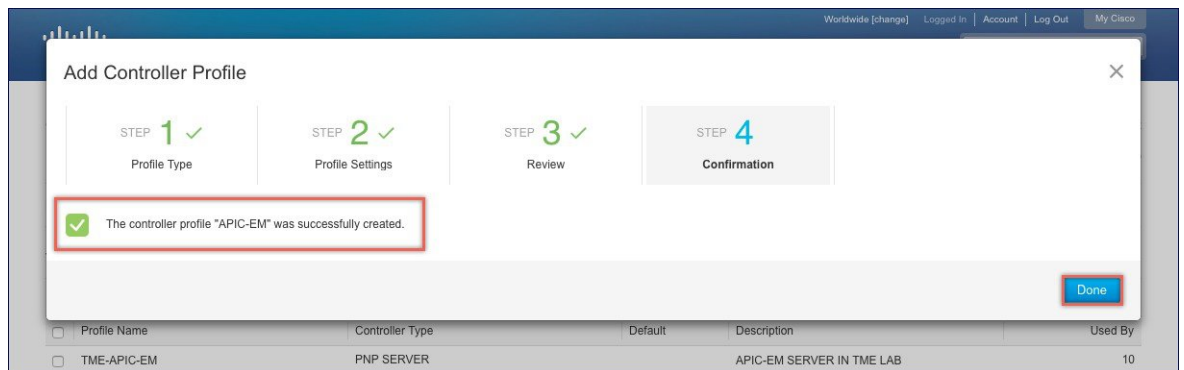 Worldwide [change] Logged In | Account | Log Out My Cisco
Add Controller Profile
STEP 1 STEP 2 STEP 3 STEP 4
Profile Type Profile Settings Review Confirmation
The controller profile "APIC-EM" was successfully created.
Done
Profile Name Controller Type Default Description Used By
TME-APIC-EM PNP SERVER APIC-EM SERVER IN TME LAB 10